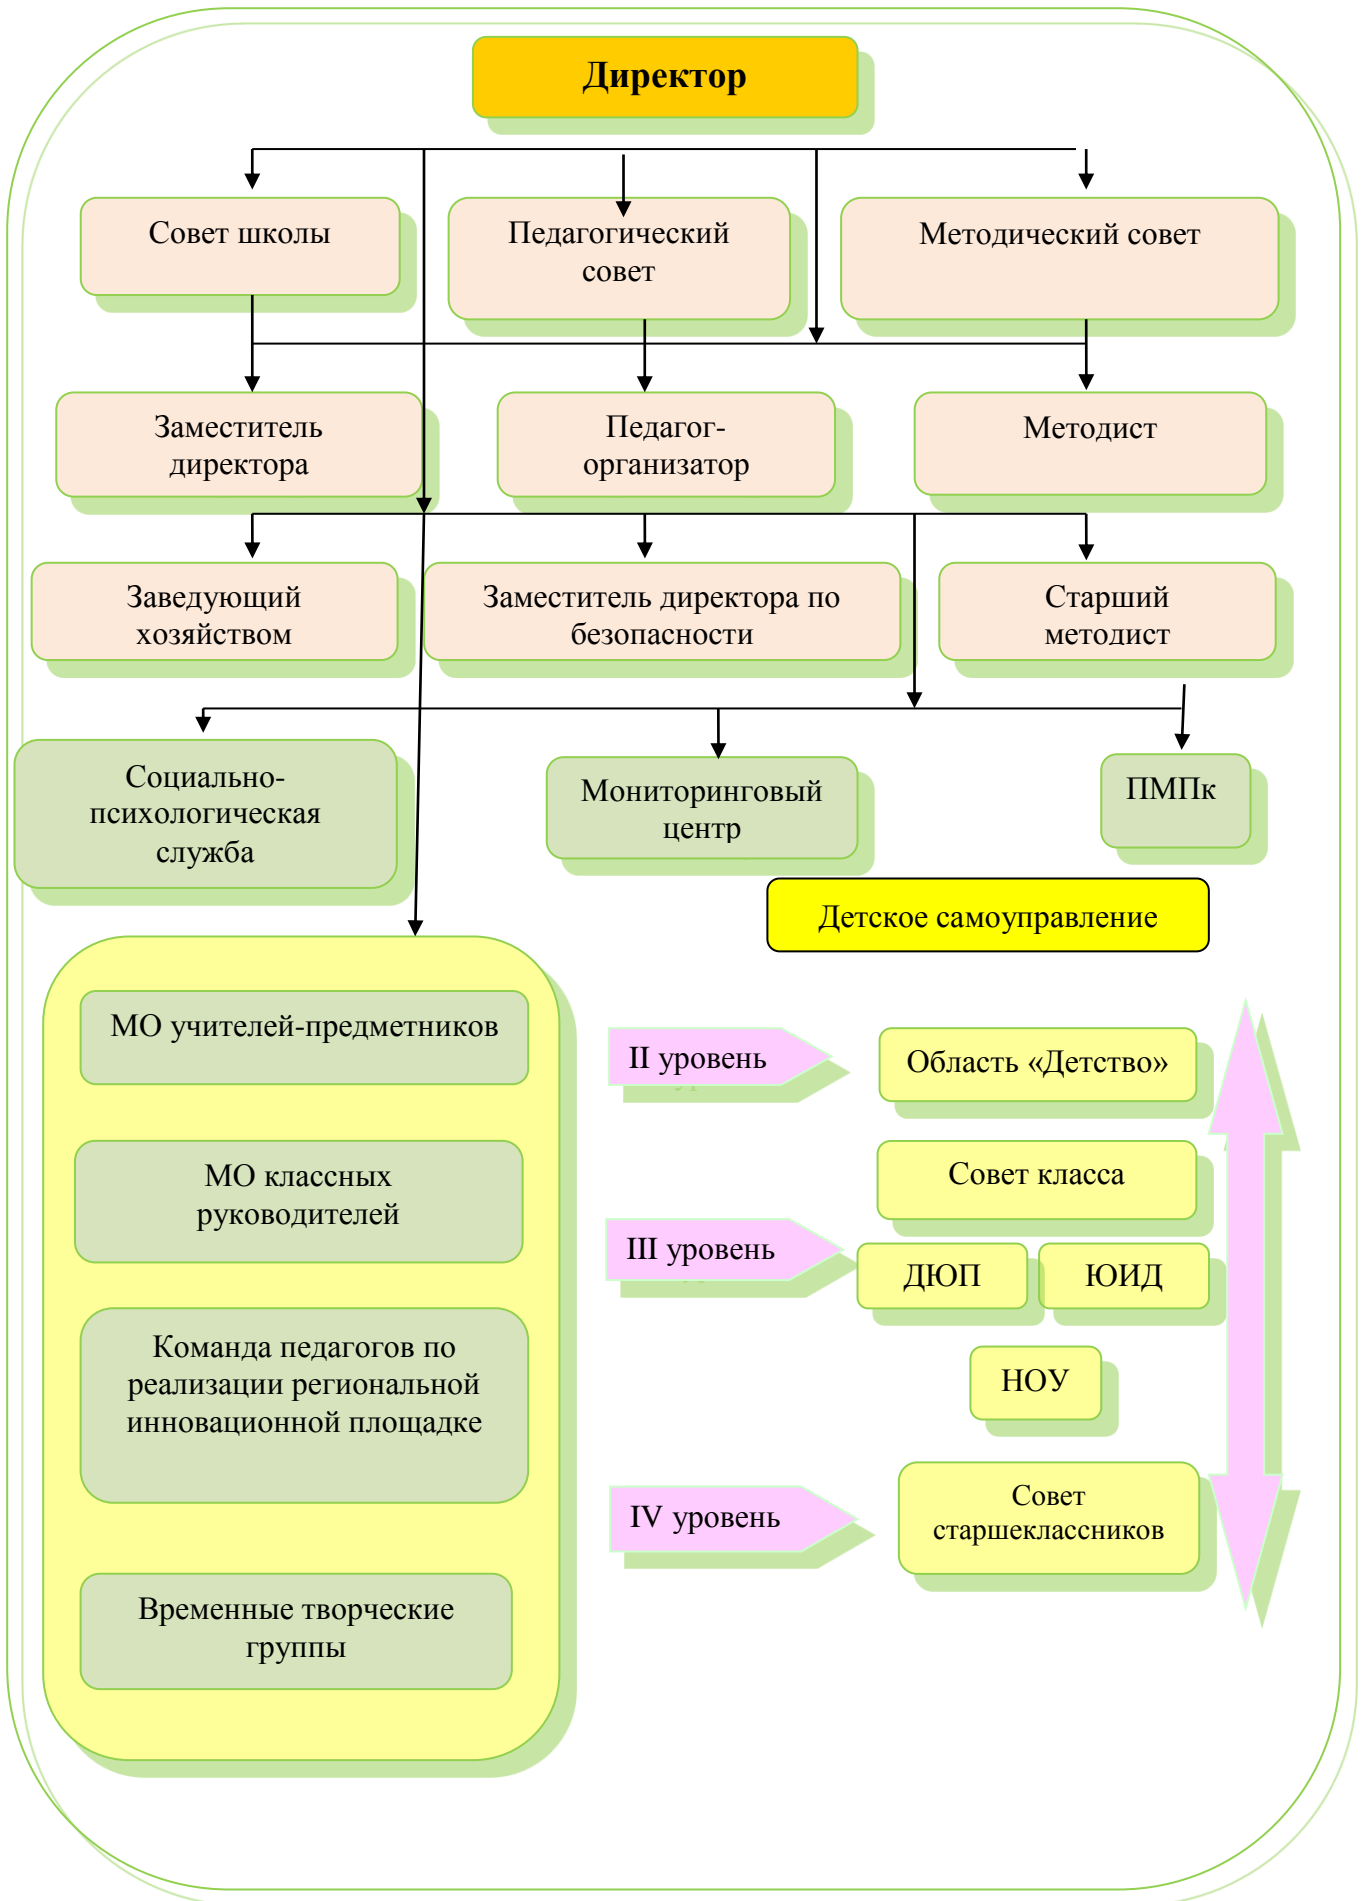 Директор
Совет школы
Педагогический
совет
Методический совет
Заместитель
директора
Педагог-
организатор
Методист
Заведующий
хозяйством
Заместитель директора по
безопасности
Старший
методист
Социально-
психологическая
служба
Мониторинговый
центр
ПМПк
Детское самоуправление
МО учителей-предметников
МО классных
руководителей
Команда педагогов по
реализации региональной
инновационной площадке
Временные творческие
группы
II уровень
Область «Детство»
Совет класса
III уровень
ДЮП
ЮИД
НОУ
IV уровень
Совет
старшеклассников